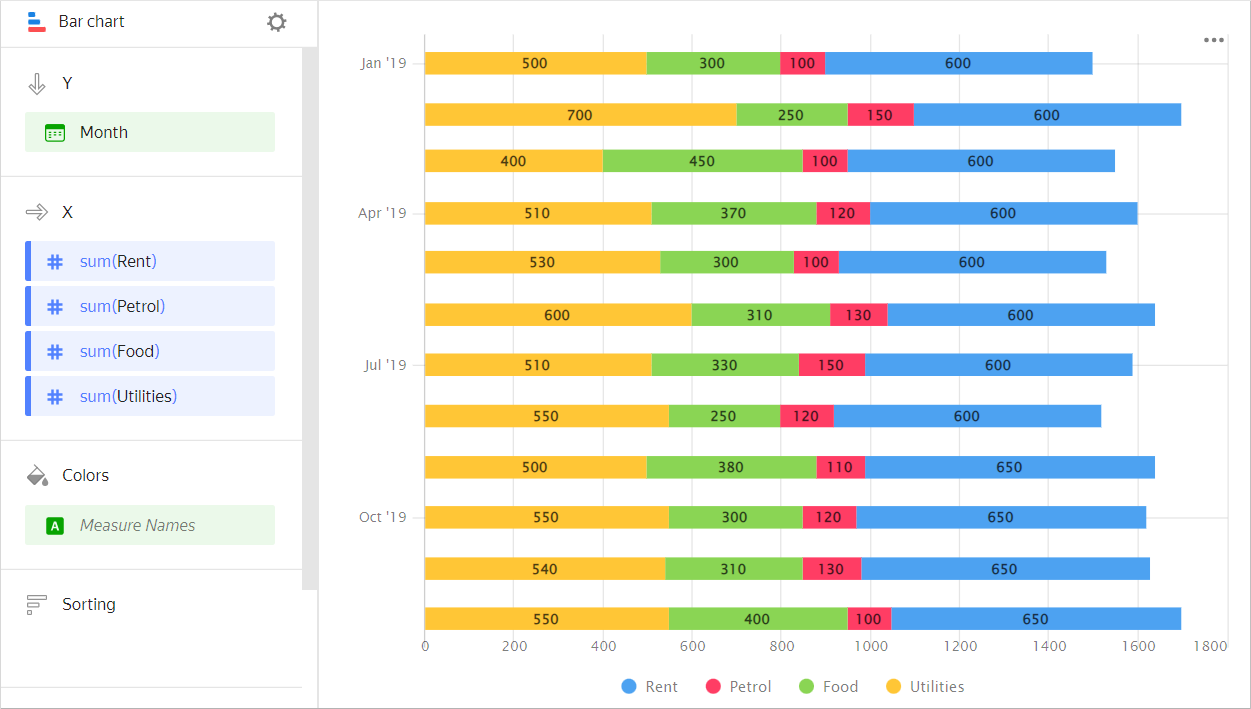 Bar chart
Y
Month
X
sum(Rent)
sum(Petrol)
sum(Food)
sum(Utilities)
Colors
A Measure Names
Sorting
Jan '19 500 300 100 600
700 250 150 600
400 450 100 600
Apr '19 510 370 120 600
530 300 100 600
600 310 130 600
Jul '19 510 330 150 600
550 250 120 600
500 380 110 650
Oct '19 550 300 120 650
540 310 130 650
550 400 100 650
0 200 400 600 800 1000 1200 1400 1600 1800
Rent Petrol Food Utilities